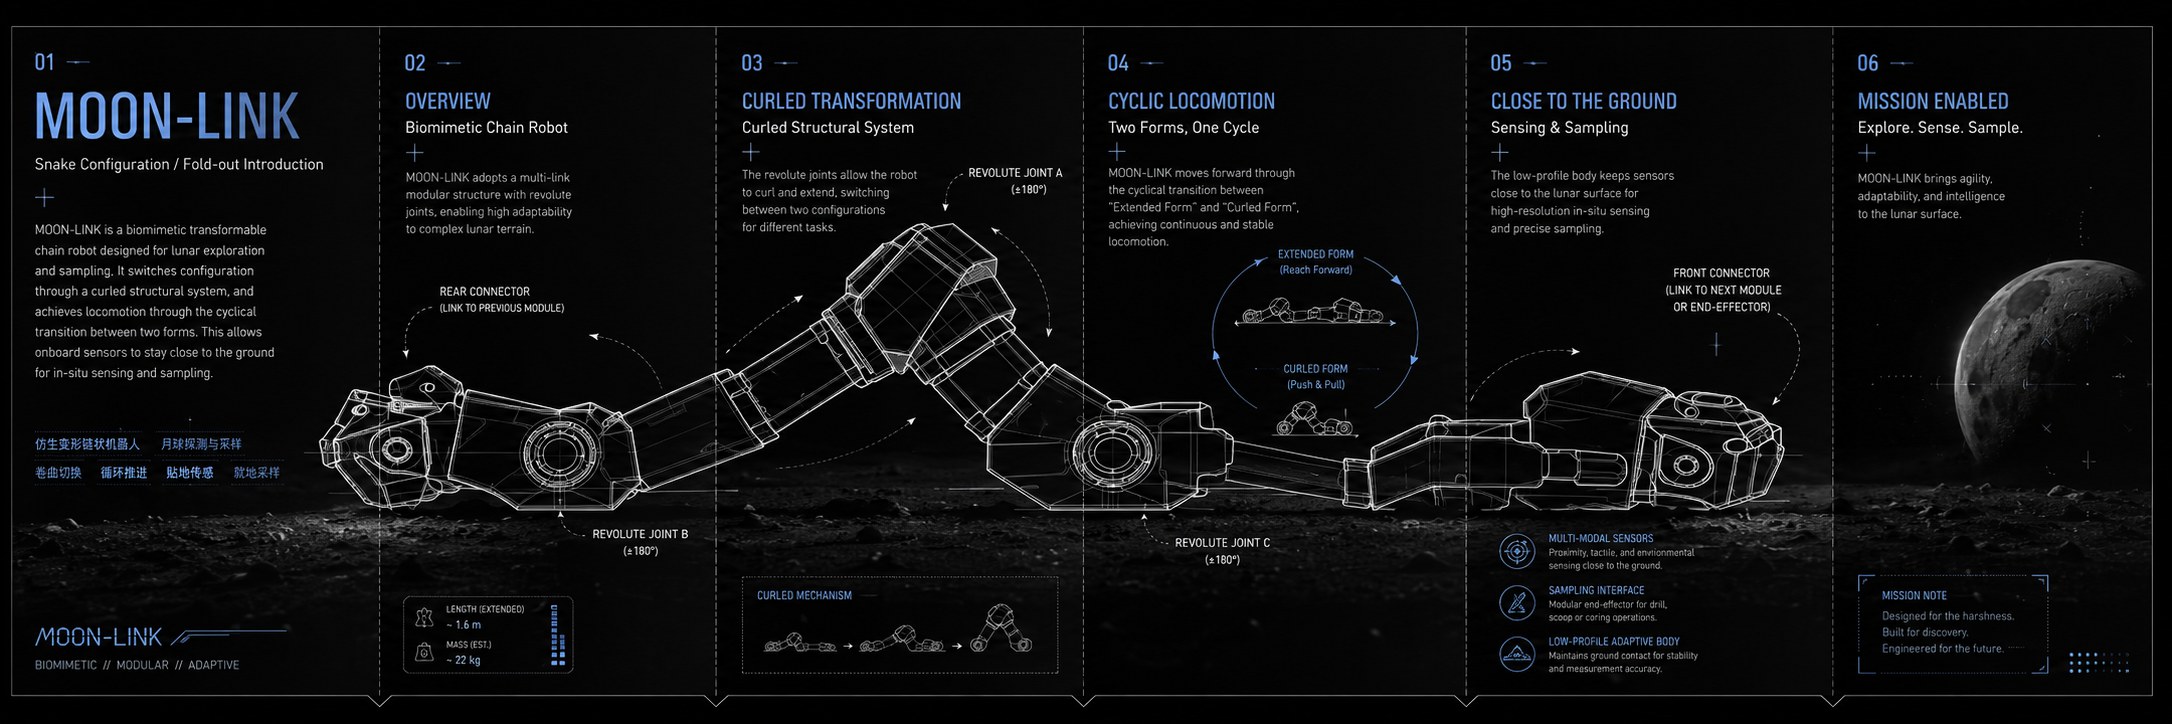 01
MOON-LINK
Snake Configuration / Fold-out Introduction
MOON-LINK is a biomimetic transformable
chain robot designed for lunar exploration
and sampling. It switches configuration
through a curled structural system, and
achieves locomotion through the cyclical
transition between two forms. This allows
onboard sensors to stay close to the ground
for in-situ sensing and sampling.
仿生变形链状机器人 月球探测与采样
卷曲切换 循环推进 贴地传感 就地采样
MOON-LINK
BIOMIMETIC // MODULAR // ADAPTIVE
02
OVERVIEW
Biomimetic Chain Robot
MOON-LINK adopts a multi-link
modular structure with revolute
joints, enabling high adaptability
to complex lunar terrain.
REAR CONNECTOR
(LINK TO PREVIOUS MODULE)
REVOLUTE JOINT B
(±180°)
LENGTH (EXTENDED)
~ 1.6 m
MASS (EST.)
~ 22 kg
03
CURLED TRANSFORMATION
Curled Structural System
The revolute joints allow the robot
to curl and extend, switching
between two configurations
for different tasks.
REVOLUTE JOINT A
(±180°)
CURLED MECHANISM
04
CYCLIC LOCOMOTION
Two Forms, One Cycle
MOON-LINK moves forward through
the cyclical transition between
"Extended Form" and "Curled Form",
achieving continuous and stable
locomotion.
EXTENDED FORM
(Reach Forward)
CURLED FORM
(Push & Pull)
REVOLUTE JOINT C
(±180°)
05
CLOSE TO THE GROUND
Sensing & Sampling
The low-profile body keeps sensors
close to the lunar surface for
high-resolution in-situ sensing
and precise sampling.
FRONT CONNECTOR
(LINK TO NEXT MODULE
OR END-EFFECTOR)
MULTI-MODAL SENSORS
Proximity, tactile, and environmental
sensing close to the ground.
SAMPLING INTERFACE
Modular end-effector for drill,
scoop or coring operations.
LOW-PROFILE ADAPTIVE BODY
Maintains ground contact for stability
and measurement accuracy.
06
MISSION ENABLED
Explore. Sense. Sample.
MOON-LINK brings agility,
adaptability, and intelligence
to the lunar surface.
MISSION NOTE
Designed for the harshness.
Built for discovery.
Engineered for the future.